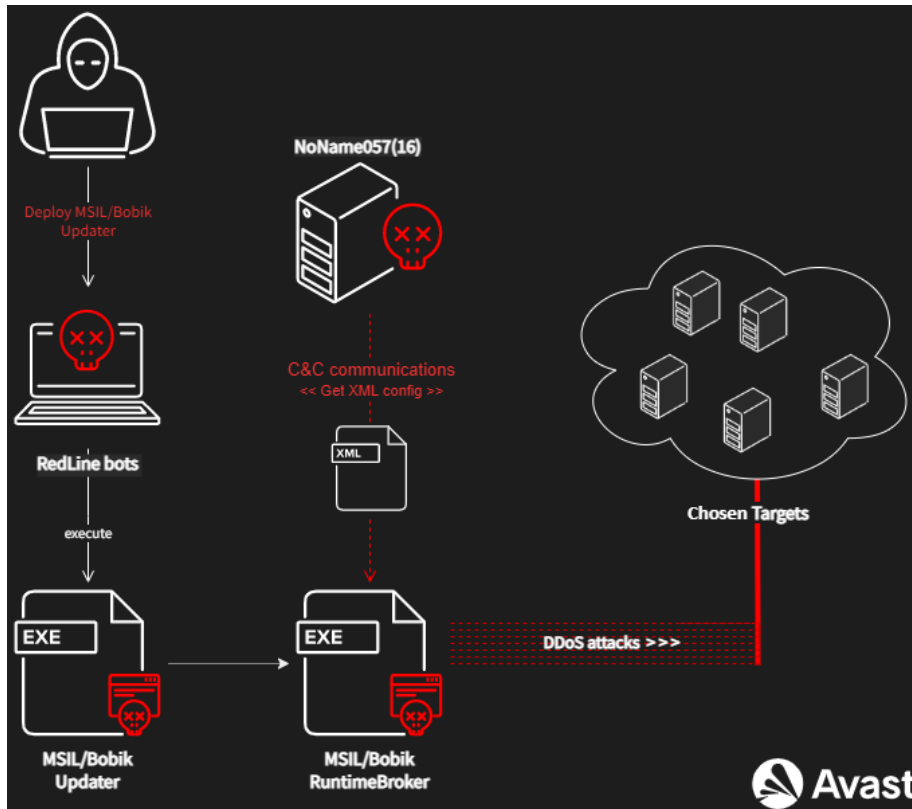 NoName057(16)
Deploy MSIL/Bobik
Updater
C&C communications
<< Get XML config >>
XML
RedLine bots
execute
Chosen Targets
EXE
EXE
DDoS attacks >>>
MSIL/Bobik
Updater
MSIL/Bobik
RuntimeBroker
Avast